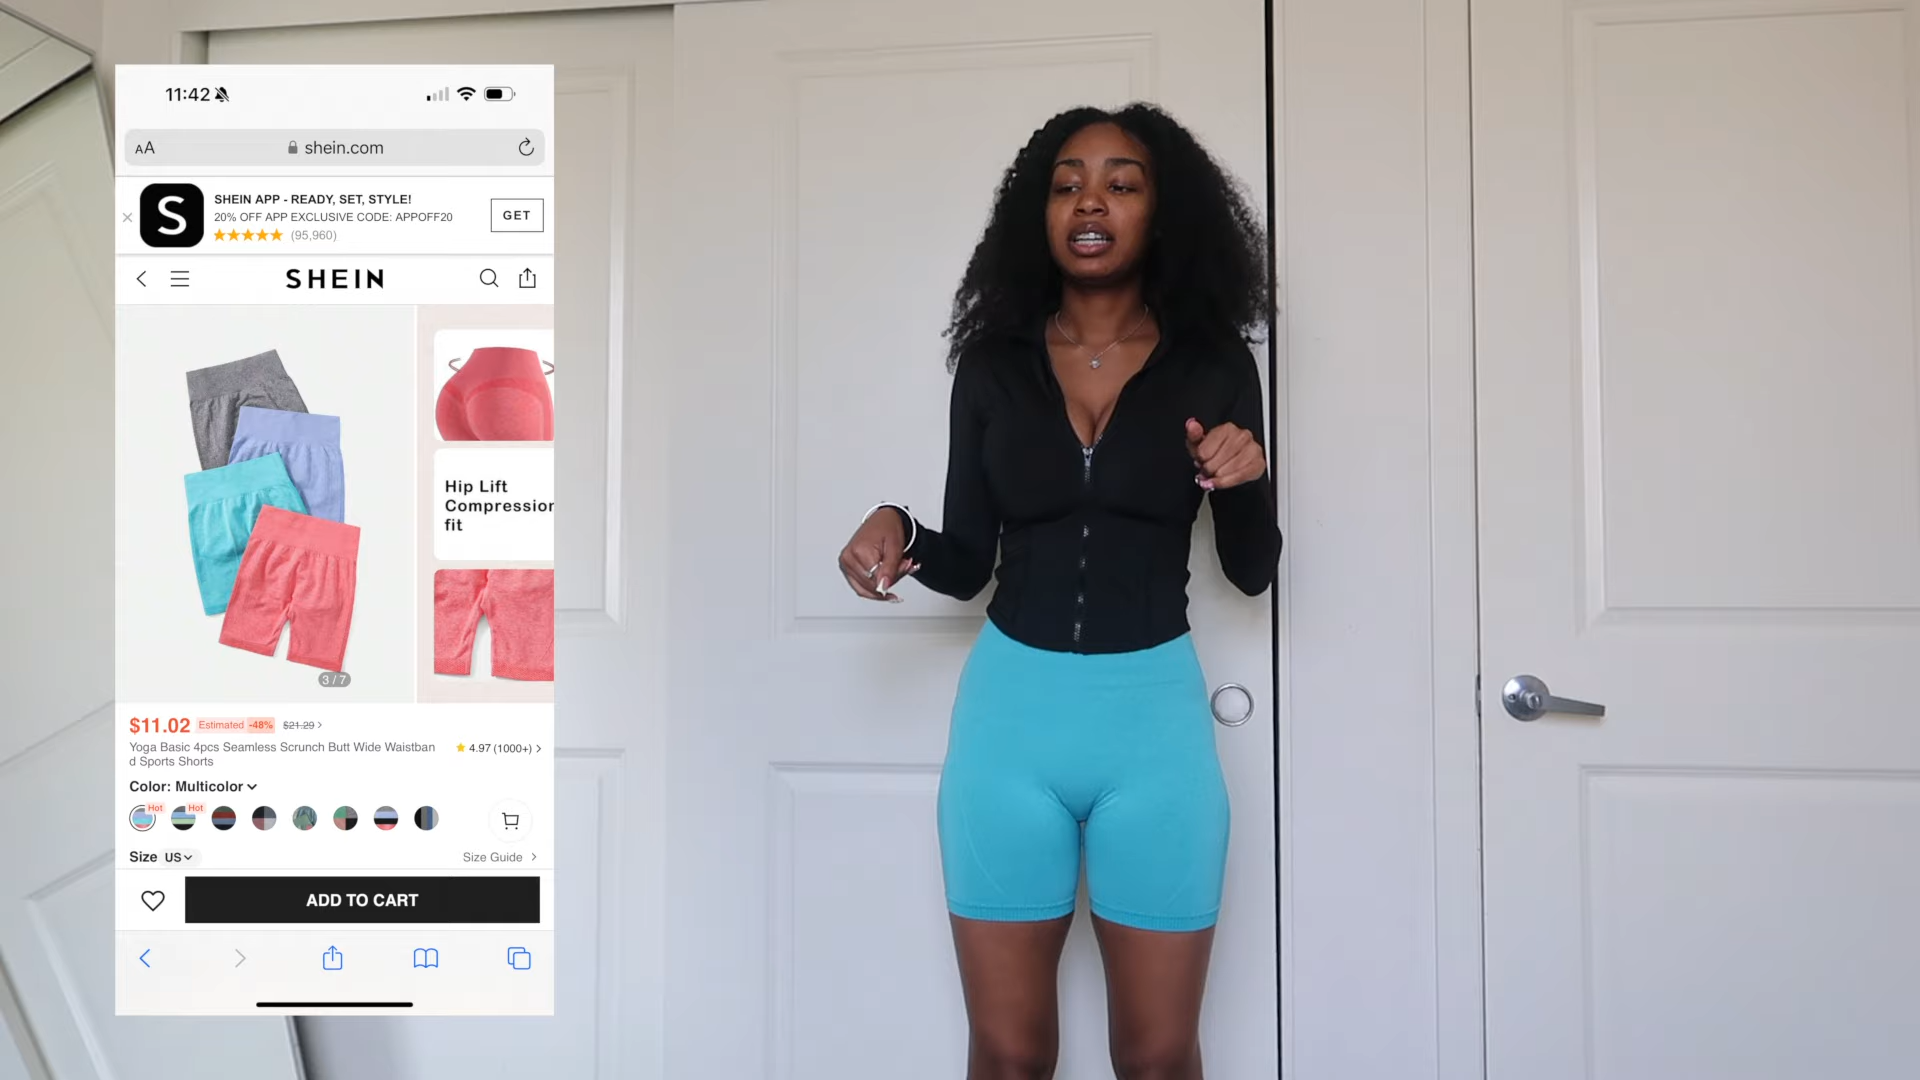 11:42
AA shein.com
SHEIN APP - READY, SET, STYLE!
20% OFF APP EXCLUSIVE CODE: APPOFF20
(95,960)
GET
S
SHEIN
Hip Lift
Compression
fit
3 / 7
$11.02 Estimated -48% $21.29 >
Yoga Basic 4pcs Seamless Scrunch Butt Wide Waistban
d Sports Shorts
4.97 (1000+) >
Color: Multicolor
Hot Hot
Size US
Size Guide >
ADD TO CART